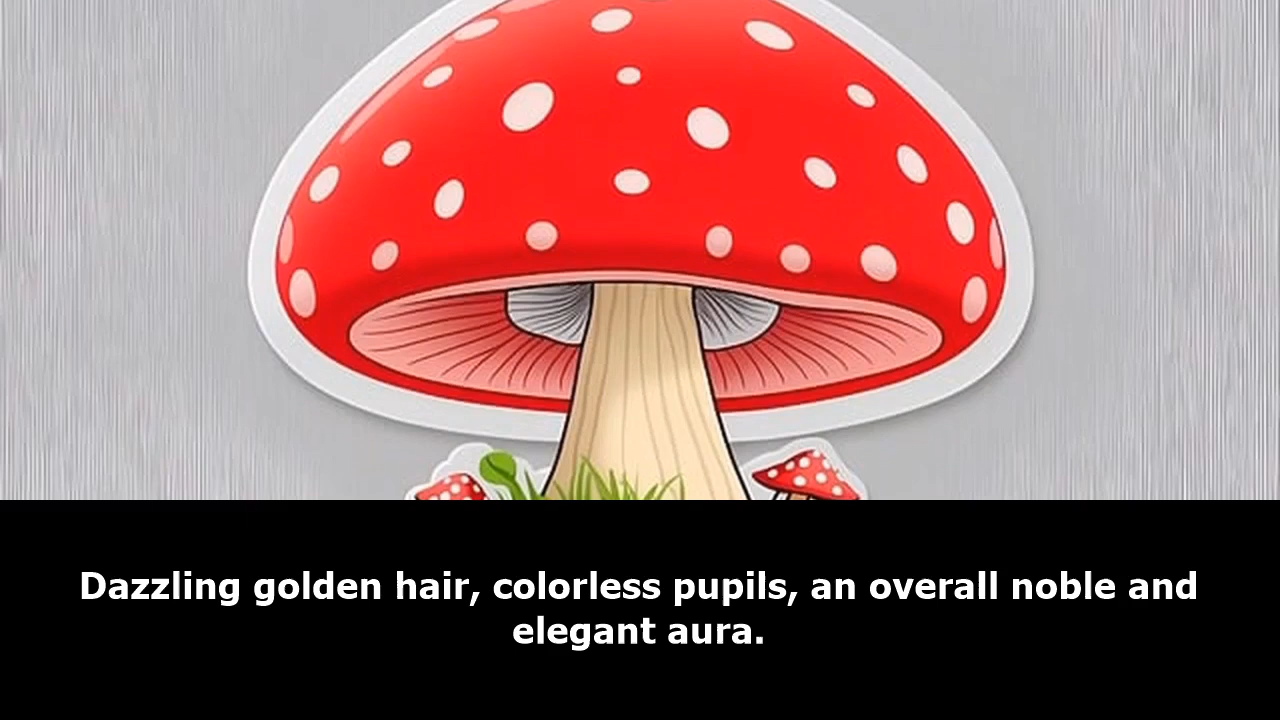 Dazzling golden hair, colorless pupils, an overall noble and
elegant aura.